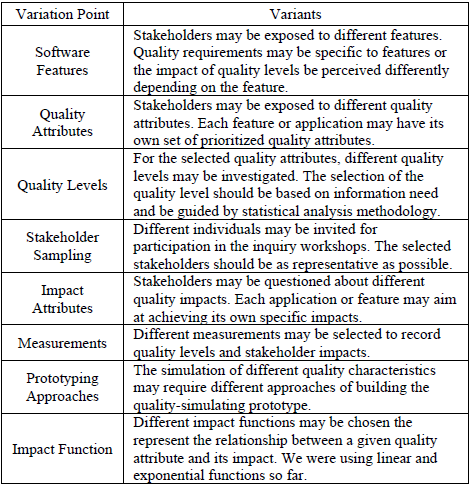 Variation Point Variants
Software Features
Stakeholders may be exposed to different features.
Quality requirements may be specific to features or
the impact of quality levels be perceived differently
depending on the feature.
Quality Attributes
Stakeholders may be exposed to different quality
attributes. Each feature or application may have its
own set of prioritized quality attributes.
Quality Levels
For the selected quality attributes, different quality
levels may be investigated. The selection of the
quality level should be based on information need
and be guided by statistical analysis methodology.
Stakeholder Sampling
Different individuals may be invited for
participation in the inquiry workshops. The selected
stakeholders should be as representative as possible.
Impact Attributes
Stakeholders may be questioned about different
quality impacts. Each application or feature may aim
at achieving its own specific impacts.
Measurements
Different measurements may be selected to record
quality levels and stakeholder impacts.
Prototyping Approaches
The simulation of different quality characteristics
may require different approaches of building the
quality-simulating prototype.
Impact Function
Different impact functions may be chosen the
represent the relationship between a given quality
attribute and its impact. We were using linear and
exponential functions so far.